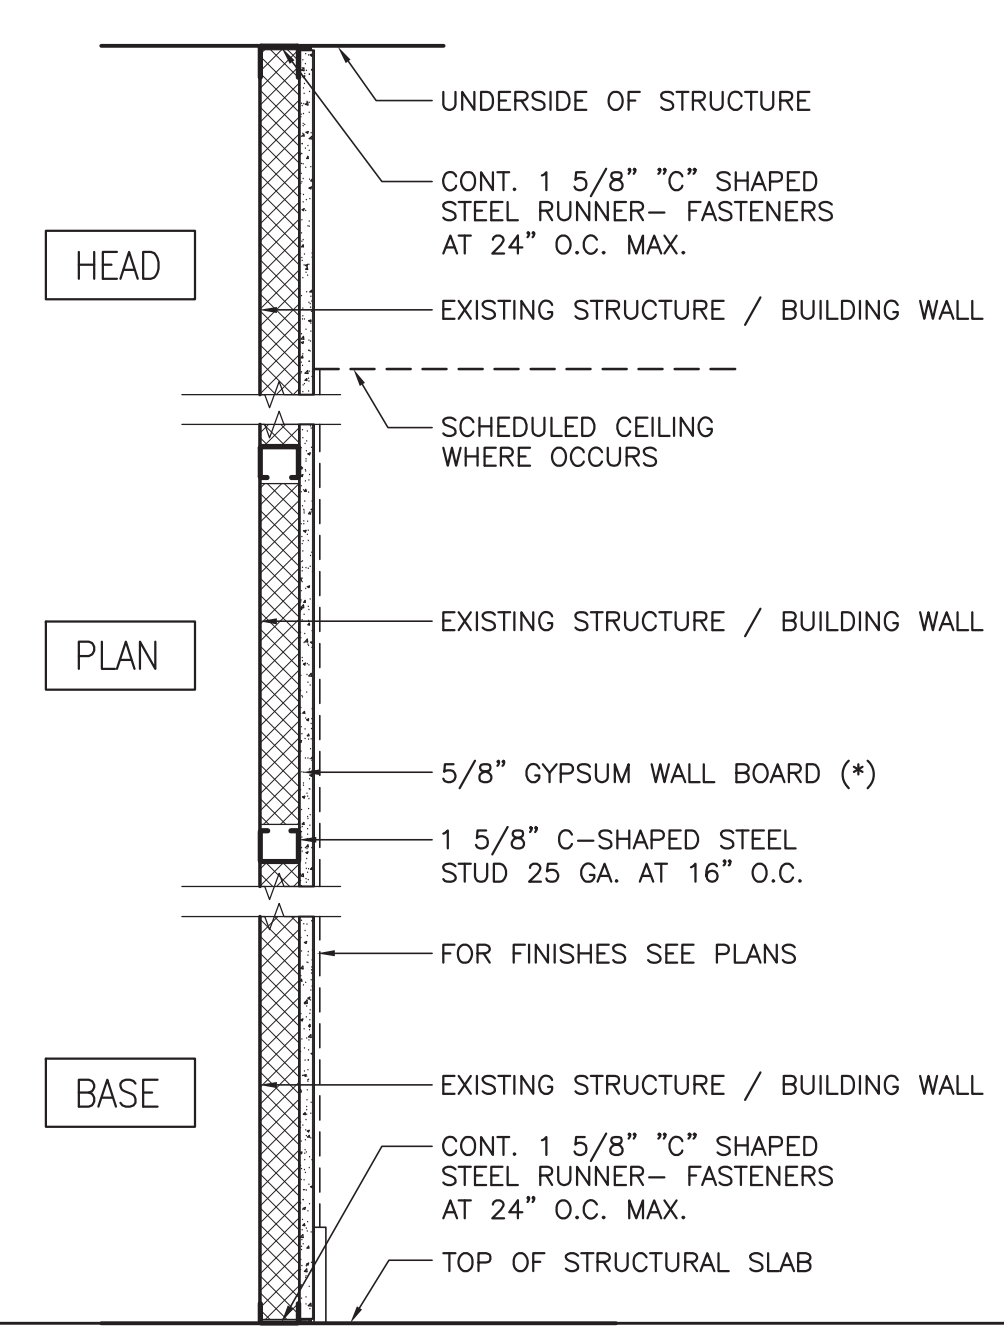 UNDERSIDE OF STRUCTURE
CONT. 1 5/8” ”C” SHAPED
STEEL RUNNER– FASTENERS
AT 24” O.C. MAX.
HEAD
EXISTING STRUCTURE / BUILDING WALL
SCHEDULED CEILING
WHERE OCCURS
EXISTING STRUCTURE / BUILDING WALL
PLAN
5/8” GYPSUM WALL BOARD (*)
1 5/8” C–SHAPED STEEL
STUD 25 GA. AT 16” O.C.
FOR FINISHES SEE PLANS
EXISTING STRUCTURE / BUILDING WALL
BASE
CONT. 1 5/8” ”C” SHAPED
STEEL RUNNER– FASTENERS
AT 24” O.C. MAX.
TOP OF STRUCTURAL SLAB